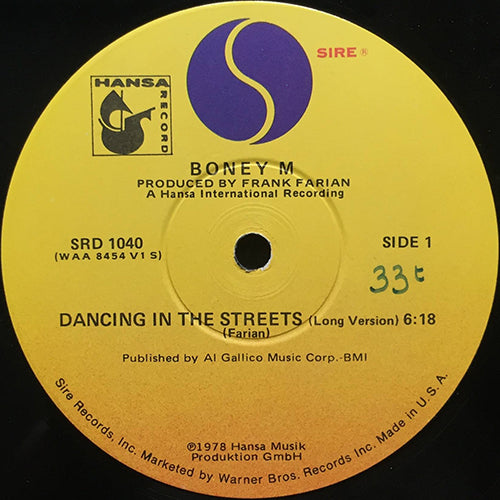 SIRE ®
HANSA
RECORD
BONEY M
PRODUCED BY FRANK FARIAN
A Hansa International Recording
SRD 1040
(WAA 8454 V1 S)
SIDE 1
33t
DANCING IN THE STREETS (Long Version) 6:18
(Farian)
Published by Al Gallico Music Corp.-BMI
℗1978 Hansa Musik
Produktion GmbH
Sire Records, Inc. Marketed by Warner Bros. Records Inc. Made in U.S.A.